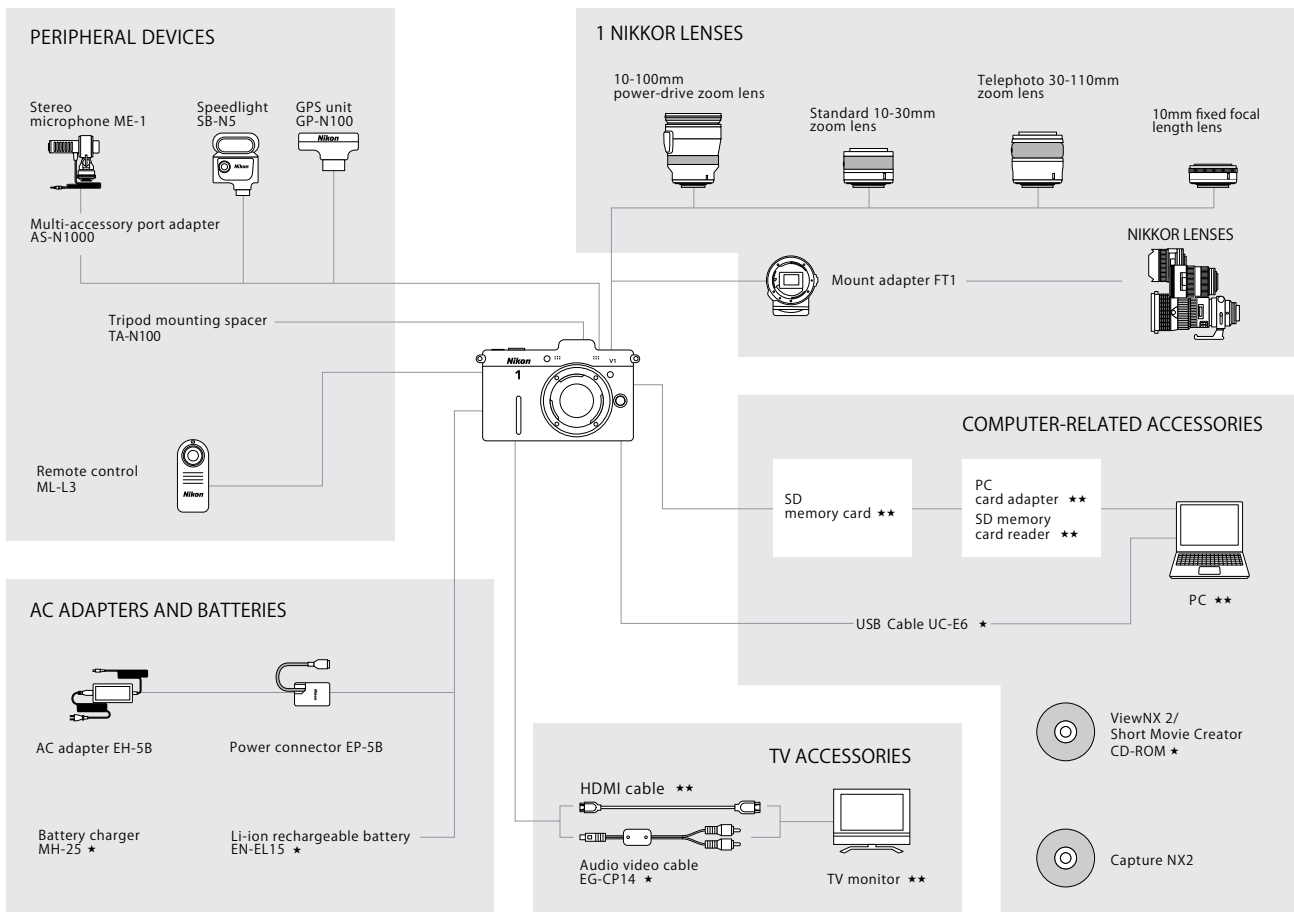 PERIPHERAL DEVICES
Stereo
microphone ME-1
Speedlight
SB-N5
GPS unit
GP-N100
Nikon
Nikon
Multi-accessory port adapter
AS-N1000
Tripod mounting spacer
TA-N100
Remote control
ML-L3
Nikon
Nikon
V1
1
1 NIKKOR LENSES
10-100mm
power-drive zoom lens
Standard 10-30mm
zoom lens
Telephoto 30-110mm
zoom lens
10mm fixed focal
length lens
NIKKOR LENSES
Mount adapter FT1
COMPUTER-RELATED ACCESSORIES
SD
memory card ★★
PC
card adapter ★★
SD memory
card reader ★★
PC ★★
USB Cable UC-E6 ★
ViewNX 2/
Short Movie Creator
CD-ROM ★
Capture NX2
AC ADAPTERS AND BATTERIES
Nikon
AC adapter EH-5B
Power connector EP-5B
Battery charger
MH-25 ★
Li-ion rechargeable battery
EN-EL15 ★
TV ACCESSORIES
HDMI cable ★★
Audio video cable
EG-CP14 ★
TV monitor ★★